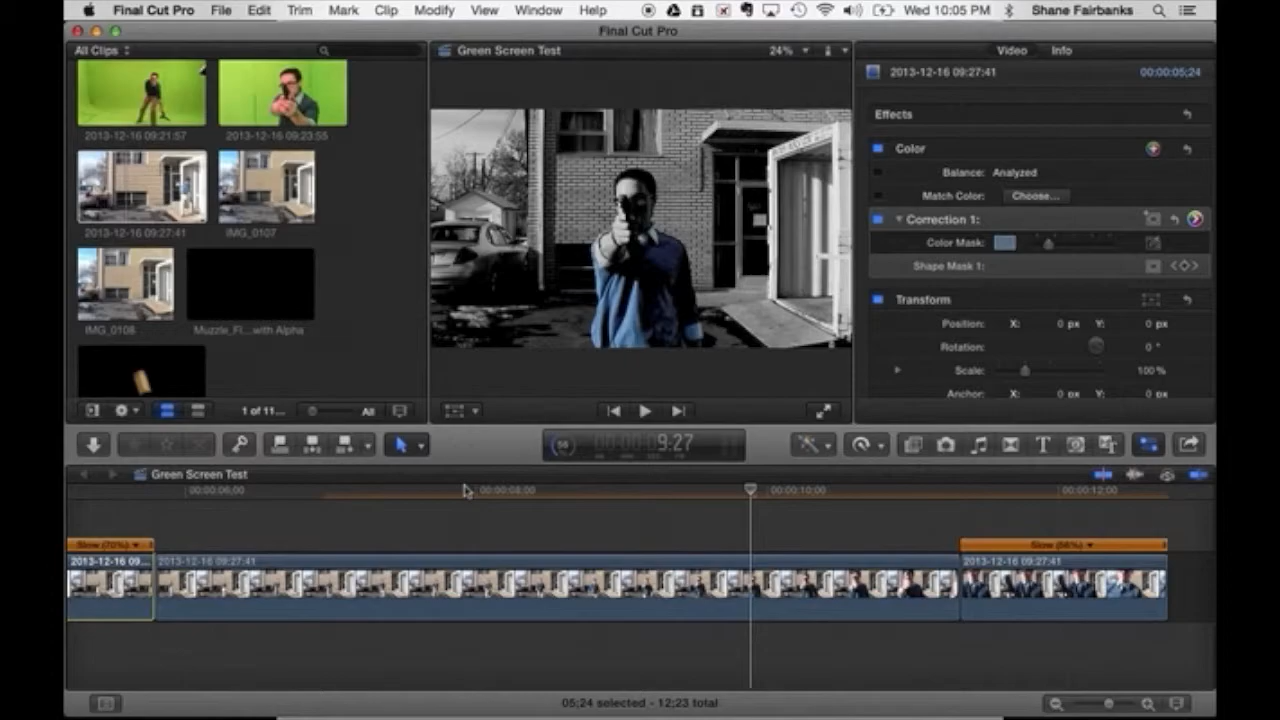 Final Cut Pro File Edit Trim Mark Clip Modify View Window Help Wed 10:05 PM Shane Fairbanks
Final Cut Pro
All Clips
Green Screen Test 24%
Video Info
2013-12-16 09:27:41 00:00:05;24
2013-12-16 09:21:57 2013-12-16 09:23:55
2013-12-16 09:27:41 IMG_0107
IMG_0108 Muzzle_Fl...with Alpha
1 of 11... All
Effects
Color
Balance: Analyzed
Match Color: Choose...
Correction 1:
Color Mask:
Shape Mask 1:
Transform
Position: X: 0 px Y: 0 px
Rotation: 0 °
Scale: 100 %
Anchor: X: 0 px Y: 0 px
9:27
Green Screen Test
00:00:06;00 00:00:08;00 00:00:10;00 00:00:12;00
Slow (70%) Slow (56%)
2013-12-16 09... 2013-12-16 09:27:41 2013-12-16 09:27:41
05;24 selected - 12;23 total